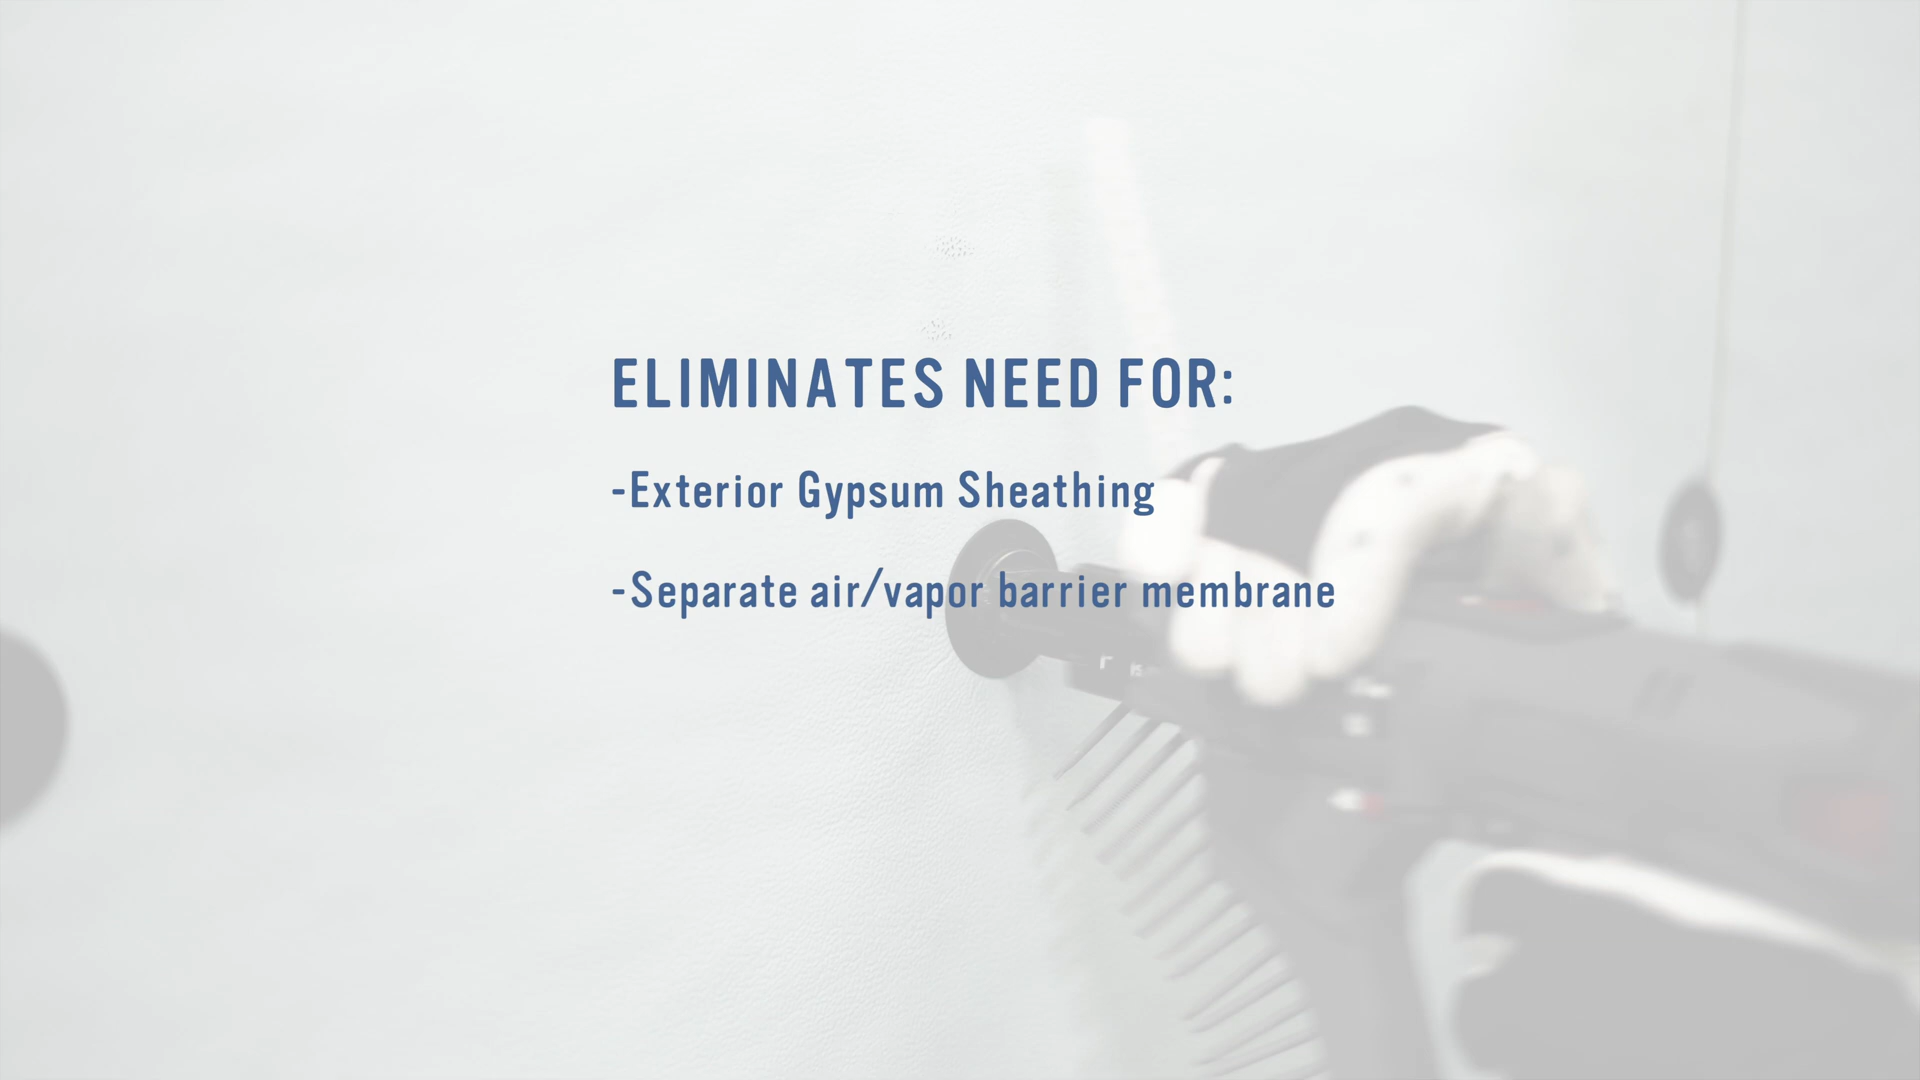 ELIMINATES NEED FOR:
-Exterior Gypsum Sheathing
-Separate air/vapor barrier membrane